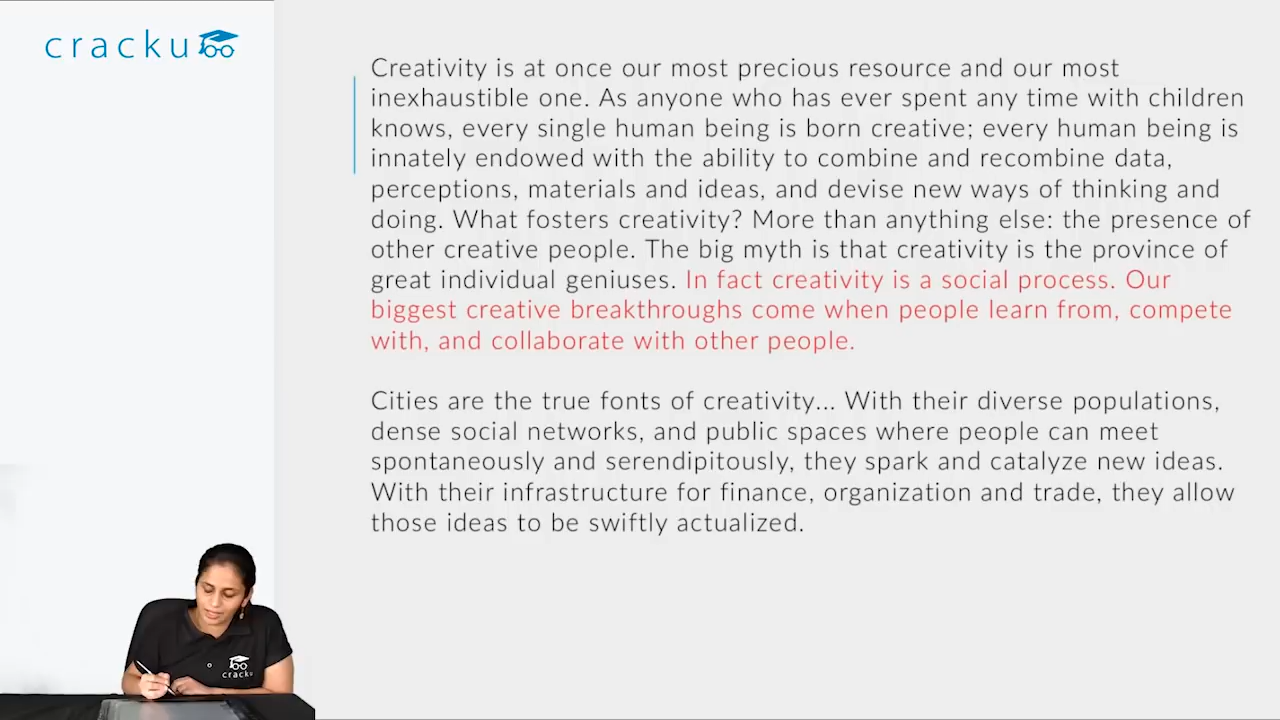 cracku
Creativity is at once our most precious resource and our most
inexhaustible one. As anyone who has ever spent any time with children
knows, every single human being is born creative; every human being is
innately endowed with the ability to combine and recombine data,
perceptions, materials and ideas, and devise new ways of thinking and
doing. What fosters creativity? More than anything else: the presence of
other creative people. The big myth is that creativity is the province of
great individual geniuses. In fact creativity is a social process. Our
biggest creative breakthroughs come when people learn from, compete
with, and collaborate with other people.
Cities are the true fonts of creativity... With their diverse populations,
dense social networks, and public spaces where people can meet
spontaneously and serendipitously, they spark and catalyze new ideas.
With their infrastructure for finance, organization and trade, they allow
those ideas to be swiftly actualized.
cracku